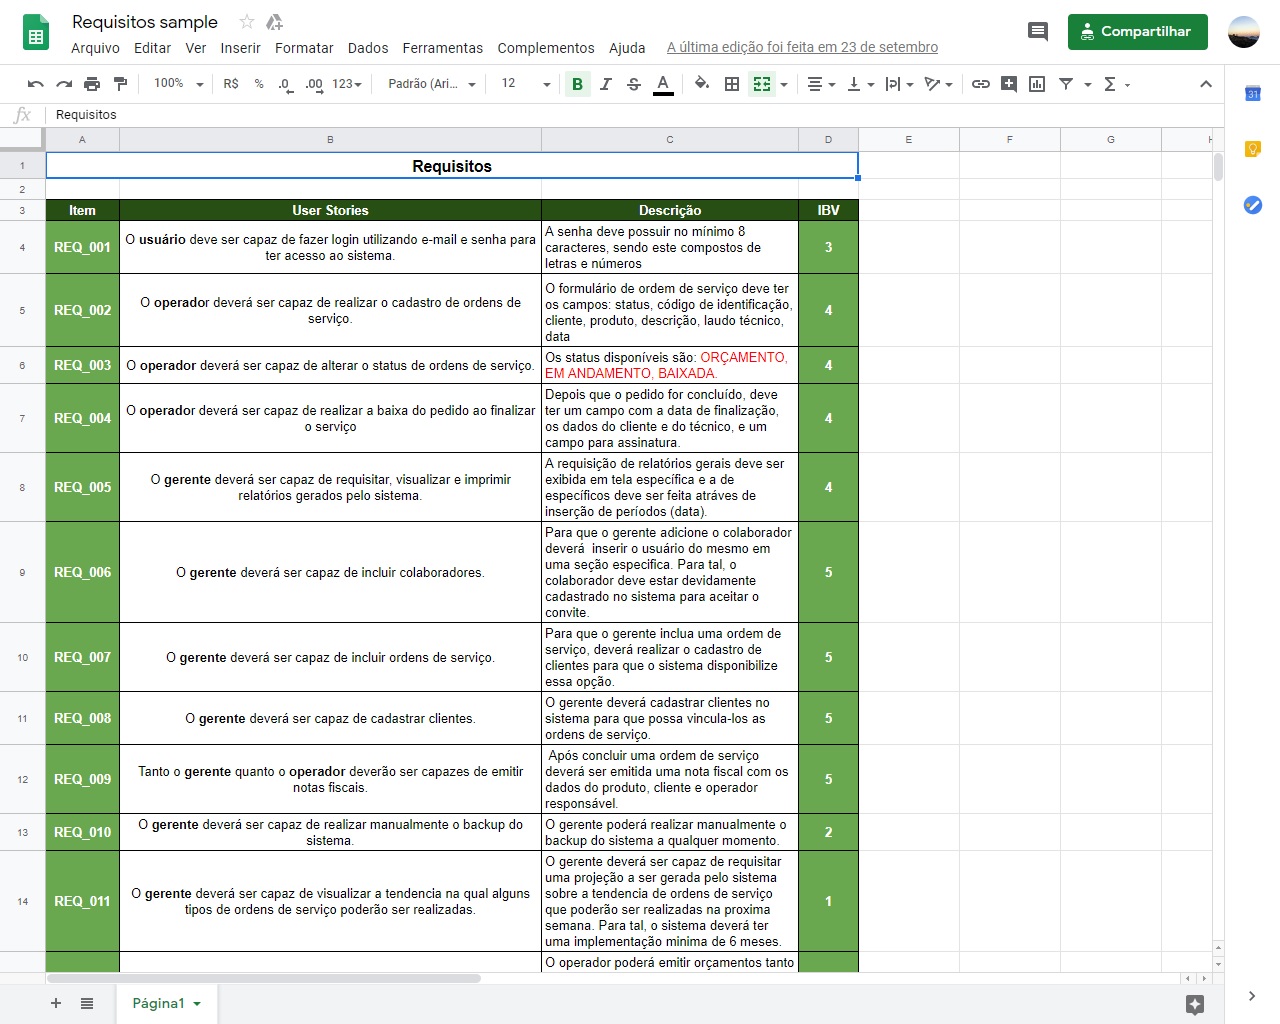 Requisitos sample
Arquivo Editar Ver Inserir Formatar Dados Ferramentas Complementos Ajuda A última edição foi feita em 23 de setembro
Compartilhar
100% R$ % .0 .00 123 Padrão (Ari... 12 B I S A
fx Requisitos
A B C D E F G H
1 Requisitos
2
3 Item User Stories Descrição IBV
4 REQ_001
O usuário deve ser capaz de fazer login utilizando e-mail e senha para
ter acesso ao sistema.
A senha deve possuir no mínimo 8
caracteres, sendo este compostos de
letras e números
3
5 REQ_002
O operador deverá ser capaz de realizar o cadastro de ordens de
serviço.
O formulário de ordem de serviço deve ter
os campos: status, código de identificação,
cliente, produto, descrição, laudo técnico,
data
4
6 REQ_003
O operador deverá ser capaz de alterar o status de ordens de serviço.
Os status disponíveis são: ORÇAMENTO,
EM ANDAMENTO, BAIXADA.
4
7 REQ_004
O operador deverá ser capaz de realizar a baixa do pedido ao finalizar
o serviço
Depois que o pedido for concluído, deve
ter um campo com a data de finalização,
os dados do cliente e do técnico, e um
campo para assinatura.
4
8 REQ_005
O gerente deverá ser capaz de requisitar, visualizar e imprimir
relatórios gerados pelo sistema.
A requisição de relatórios gerais deve ser
exibida em tela específica e a de
específicos deve ser feita atráves de
inserção de períodos (data).
4
9 REQ_006
O gerente deverá ser capaz de incluir colaboradores.
Para que o gerente adicione o colaborador
deverá inserir o usuário do mesmo em
uma seção especifica. Para tal, o
colaborador deve estar devidamente
cadastrado no sistema para aceitar o
convite.
5
10 REQ_007
O gerente deverá ser capaz de incluir ordens de serviço.
Para que o gerente inclua uma ordem de
serviço, deverá realizar o cadastro de
clientes para que o sistema disponibilize
essa opção.
5
11 REQ_008
O gerente deverá ser capaz de cadastrar clientes.
O gerente deverá cadastrar clientes no
sistema para que possa vincula-los as
ordens de serviço.
5
12 REQ_009
Tanto o gerente quanto o operador deverão ser capazes de emitir
notas fiscais.
Após concluir uma ordem de serviço
deverá ser emitida uma nota fiscal com os
dados do produto, cliente e operador
responsável.
5
13 REQ_010
O gerente deverá ser capaz de realizar manualmente o backup do
sistema.
O gerente poderá realizar manualmente o
backup do sistema a qualquer momento.
2
14 REQ_011
O gerente deverá ser capaz de visualizar a tendencia na qual alguns
tipos de ordens de serviço poderão ser realizadas.
O gerente deverá ser capaz de requisitar
uma projeção a ser gerada pelo sistema
sobre a tendencia de ordens de serviço
que poderão ser realizadas na proxima
semana. Para tal, o sistema deverá ter
uma implementação minima de 6 meses.
1
O operador poderá emitir orçamentos tanto
Página1
31